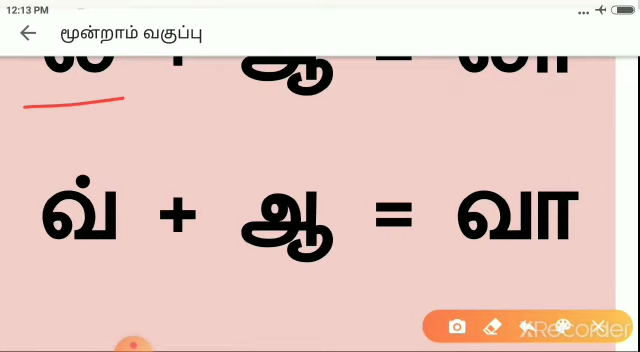 12:13 PM
மூன்றாம் வகுப்பு
+ ஆ =
வ் + ஆ = வா
XRecorder